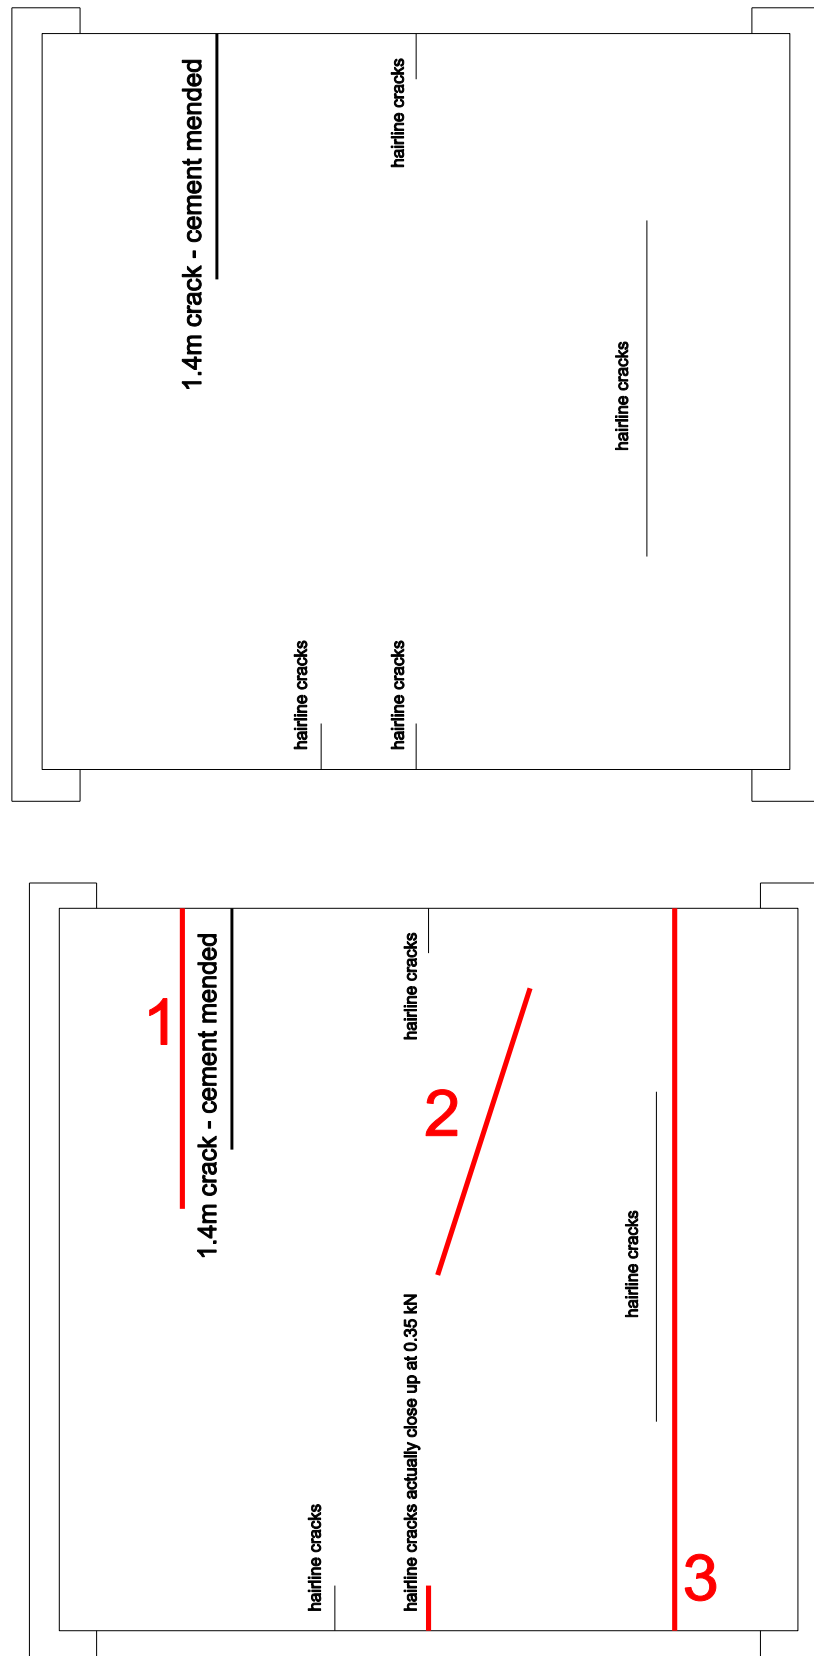 1.4m crack - cement mended
hairline cracks
hairline cracks
hairline cracks
hairline cracks
1
1.4m crack - cement mended
hairline cracks
2
hairline cracks
hairline cracks actually close up at 0.35 kN
hairline cracks
3